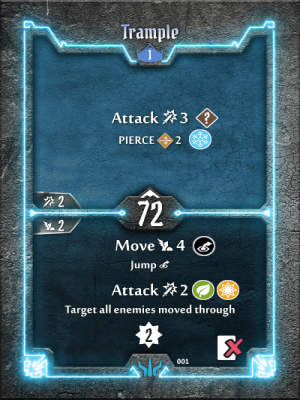 Trample
1
Attack 3 ?
PIERCE 2
2
72
2
Move 4
Jump
Attack 2
Target all enemies moved through
2
001